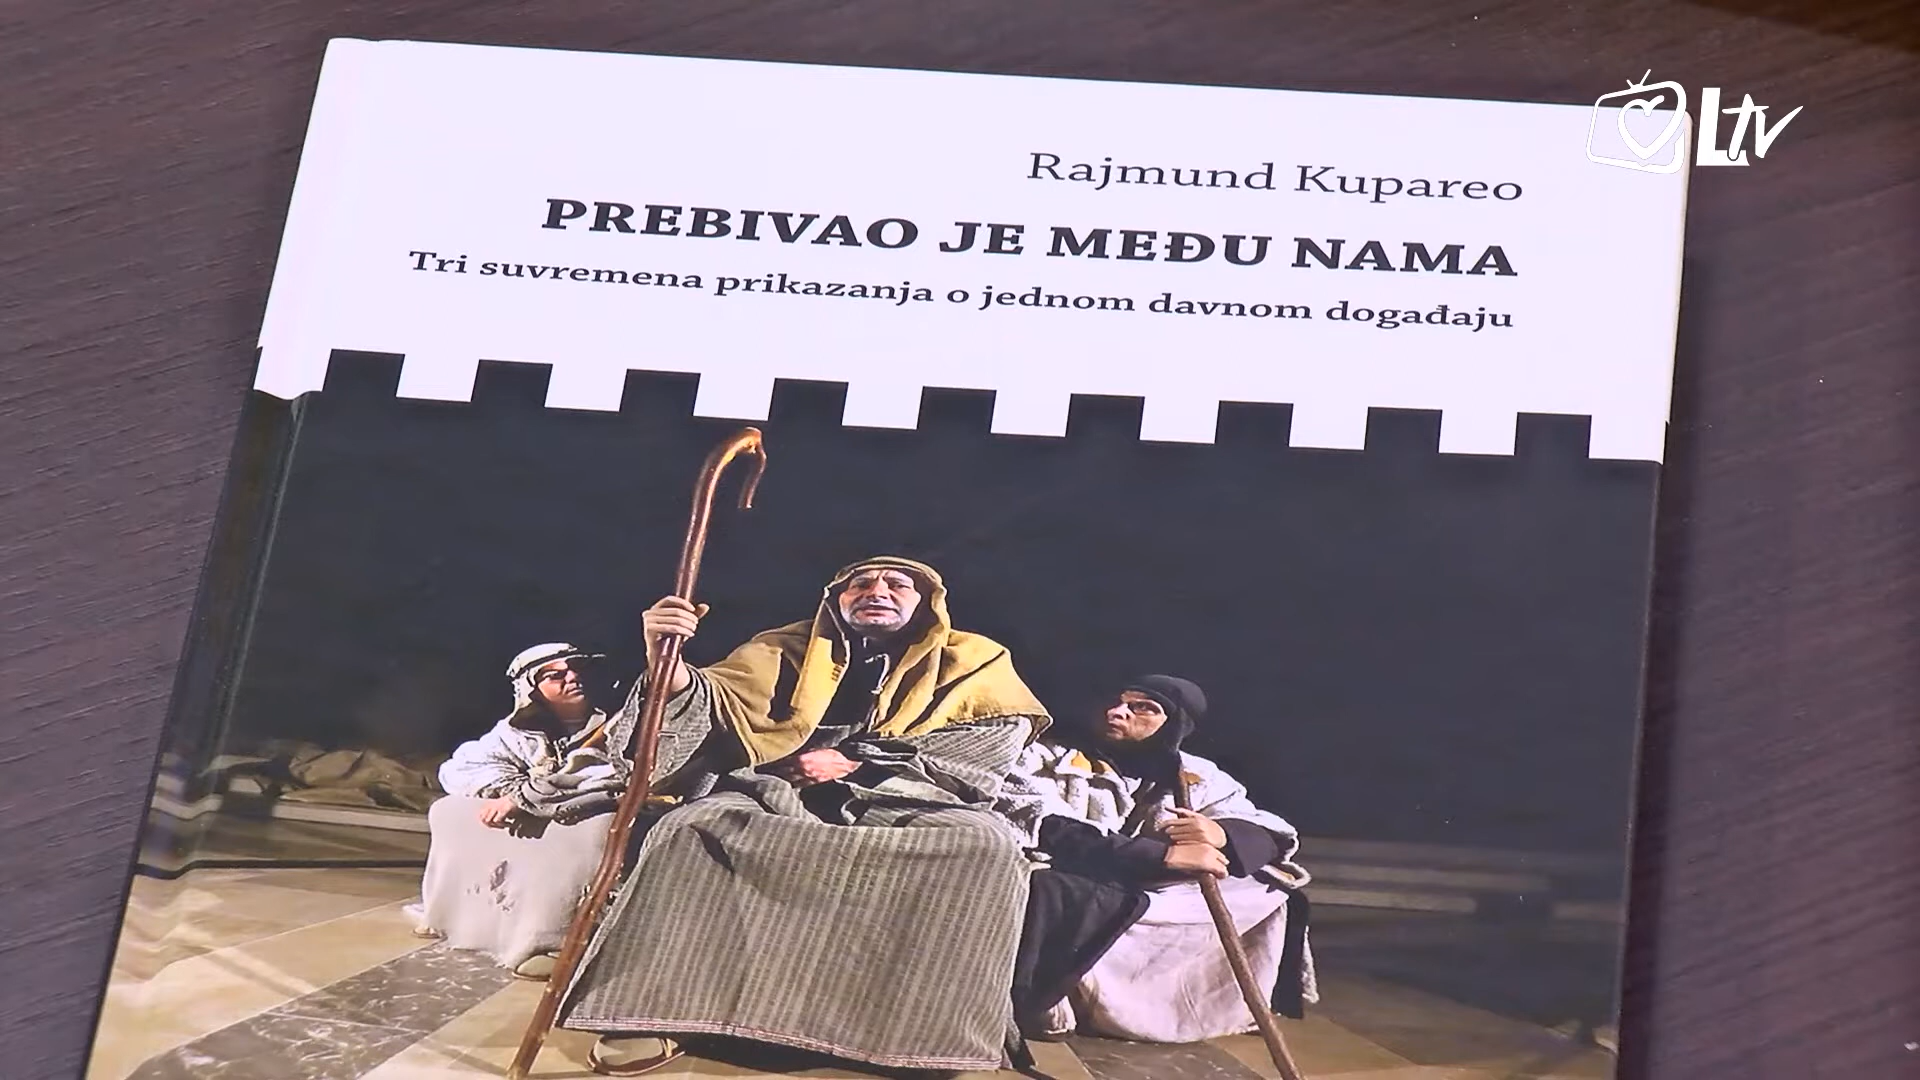 LTV
Rajmund Kupareo
PREBIVAO JE MEĐU NAMA
Tri suvremena prikazanja o jednom davnom događaju